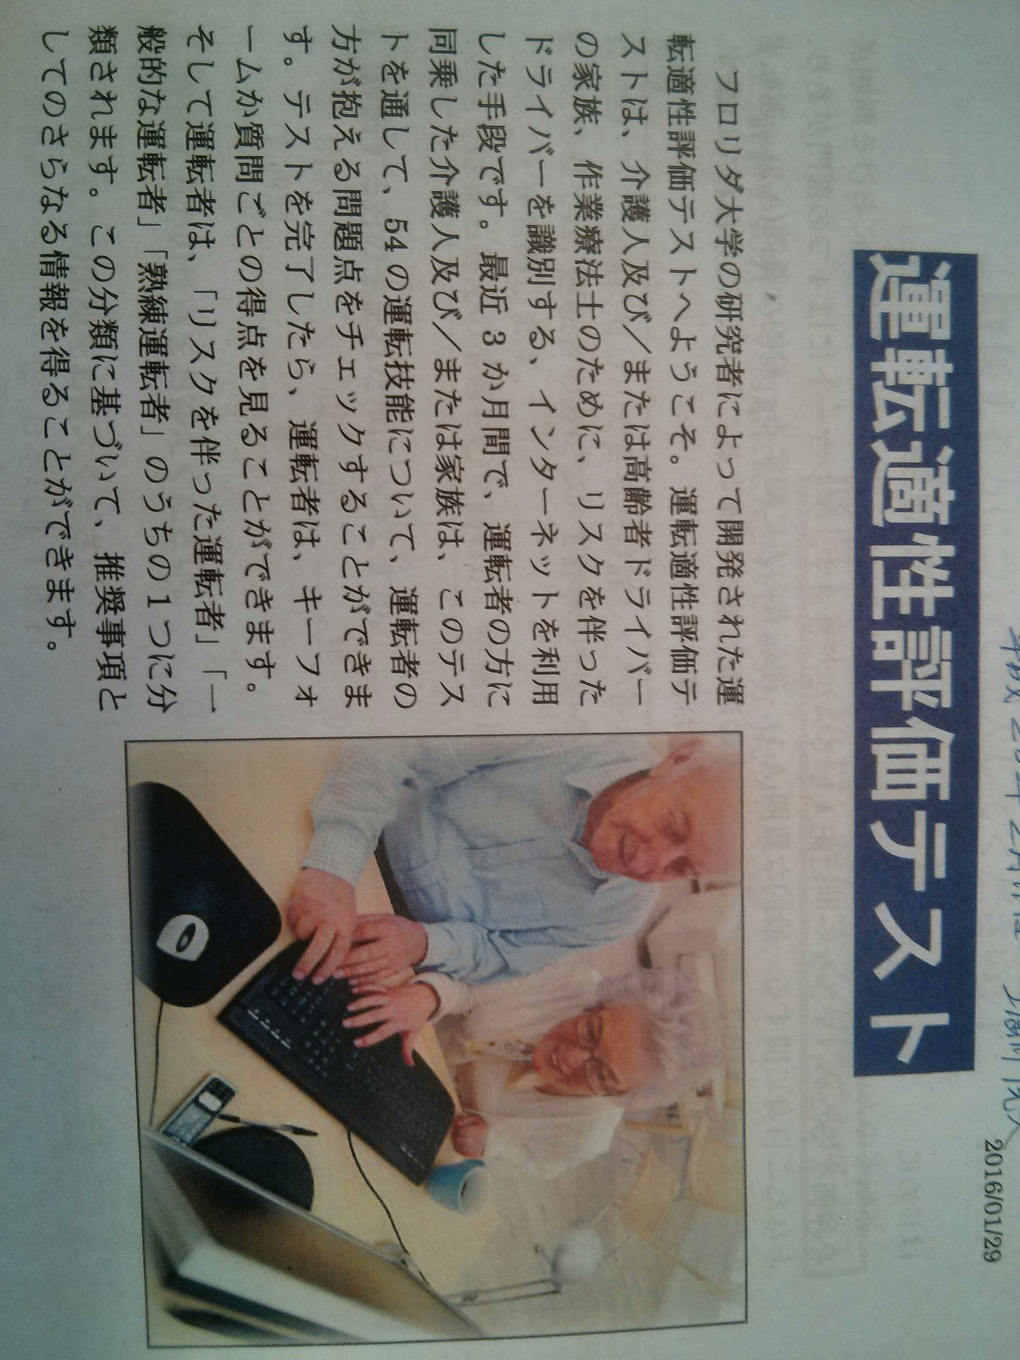 2016/01/29
運転適性評価テスト
フロリダ大学の研究者によって開発された運
転適性評価テストへようこそ。運転適性評価テ
ストは、介護人及び／または高齢者ドライバー
の家族、作業療法士のために、リスクを伴った
ドライバーを識別する、インターネットを利用
した手段です。最近 3 か月間で、運転者の方に
同乗した介護人及び／または家族は、このテス
トを通して、54 の運転技能について、運転者の
方が抱える問題点をチェックすることができま
す。テストを完了したら、運転者は、キーフォ
ームか質問ごとの得点を見ることができます。
そして運転者は、「リスクを伴った運転者」「一
般的な運転者」「熟練運転者」のうちの 1 つに分
類されます。この分類に基づいて、推奨事項と
してのさらなる情報を得ることができます。